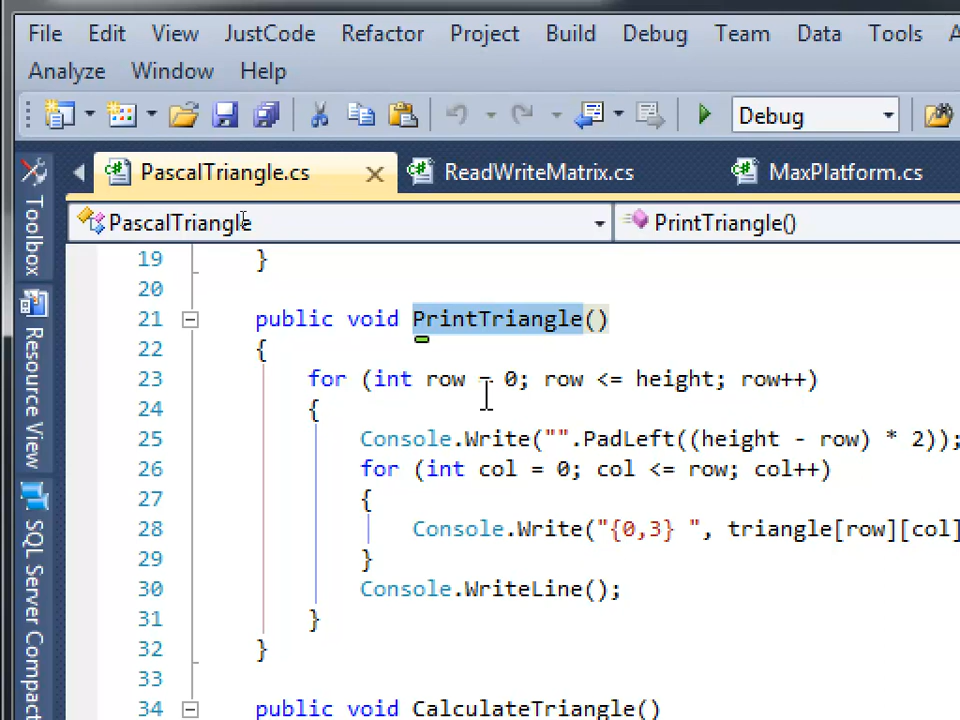 File Edit View JustCode Refactor Project Build Debug Team Data Tools A
Analyze Window Help
Debug
PascalTriangle.cs ReadWriteMatrix.cs MaxPlatform.cs
PascalTriangle PrintTriangle()
Toolbox
Resource View
SQL Server Compact
19 }
20
21 public void PrintTriangle()
22 {
23 for (int row = 0; row <= height; row++)
24 {
25 Console.Write("".PadLeft((height - row) * 2));
26 for (int col = 0; col <= row; col++)
27 {
28 Console.Write("{0,3} ", triangle[row][col]
29 }
30 Console.WriteLine();
31 }
32 }
33
34 public void CalculateTriangle()